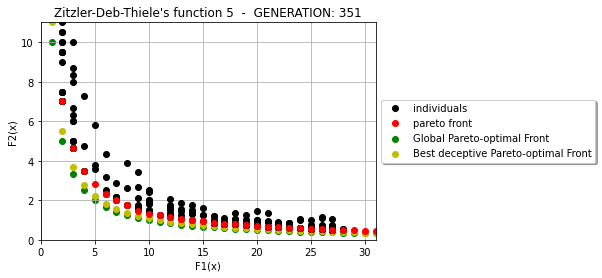 Zitzler-Deb-Thiele's function 5 - GENERATION: 351
F2(x)
10
8
6
4
2
0
0 5 10 15 20 25 30
F1(x)
individuals
pareto front
Global Pareto-optimal Front
Best deceptive Pareto-optimal Front